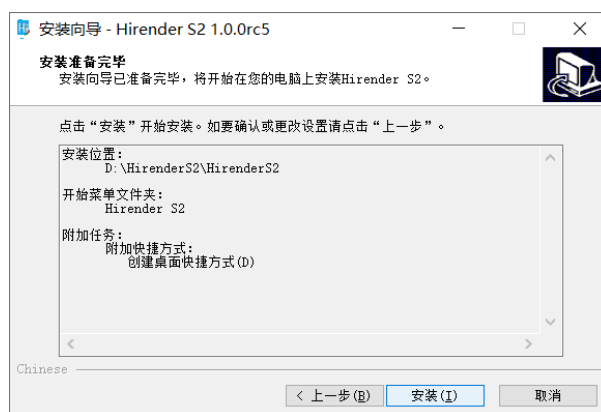 安装向导 - Hirender S2 1.0.0rc5
安装准备完毕
安装向导已准备完毕，将开始在您的电脑上安装Hirender S2。
点击“安装”开始安装。如要确认或更改设置请点击“上一步”。
安装位置：
D:\HirenderS2\HirenderS2
开始菜单文件夹：
Hirender S2
附加任务：
附加快捷方式：
创建桌面快捷方式(D)
Chinese
< 上一步(B)
安装(I)
取消